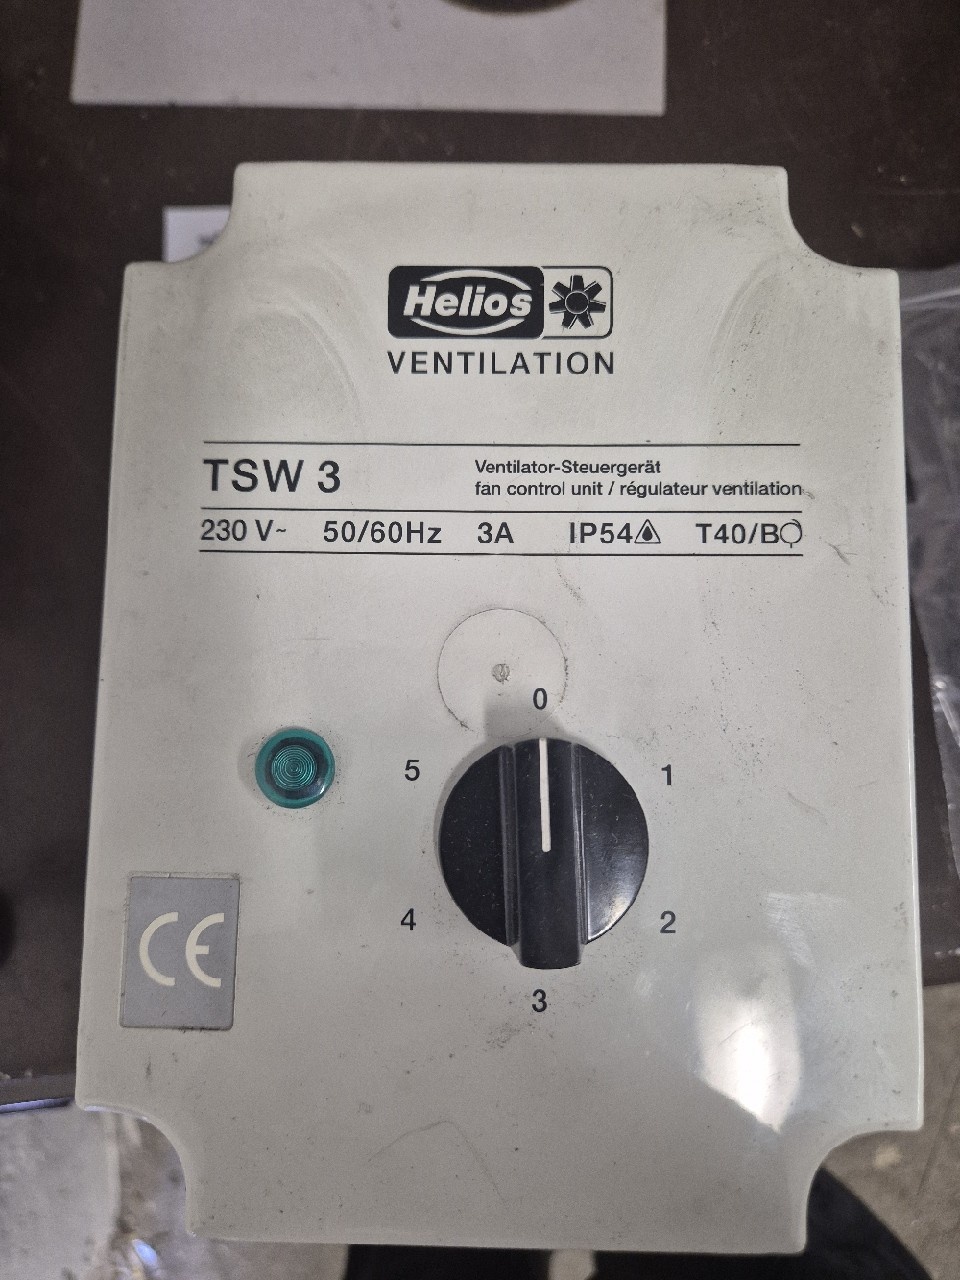 Helios
VENTILATION
TSW 3
Ventilator-Steuergerät
fan control unit / régulateur ventilation
230 V~ 50/60Hz 3A IP54 T40/B
0
5 1
4 2
3
CE